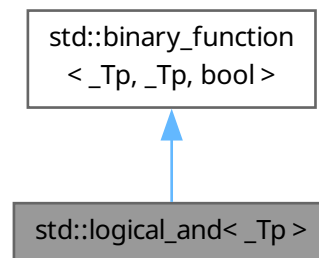 std::binary_function
< _Tp, _Tp, bool >
std::logical_and< _Tp >